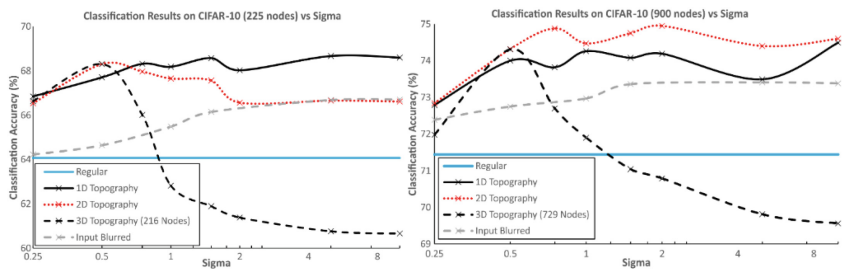 Classification Results on CIFAR-10 (225 nodes) vs Sigma
Classification Accuracy (%)
70
68
66
64
62
60
Regular
1D Topography
2D Topography
3D Topography (216 Nodes)
Input Blurred
0.25 0.5 1 2 4 8
Sigma
Classification Results on CIFAR-10 (900 nodes) vs Sigma
Classification Accuracy (%)
75
74
73
72
71
70
69
Regular
1D Topography
2D Topography
3D Topography (729 Nodes)
Input Blurred
0.25 0.5 1 2 4 8
Sigma